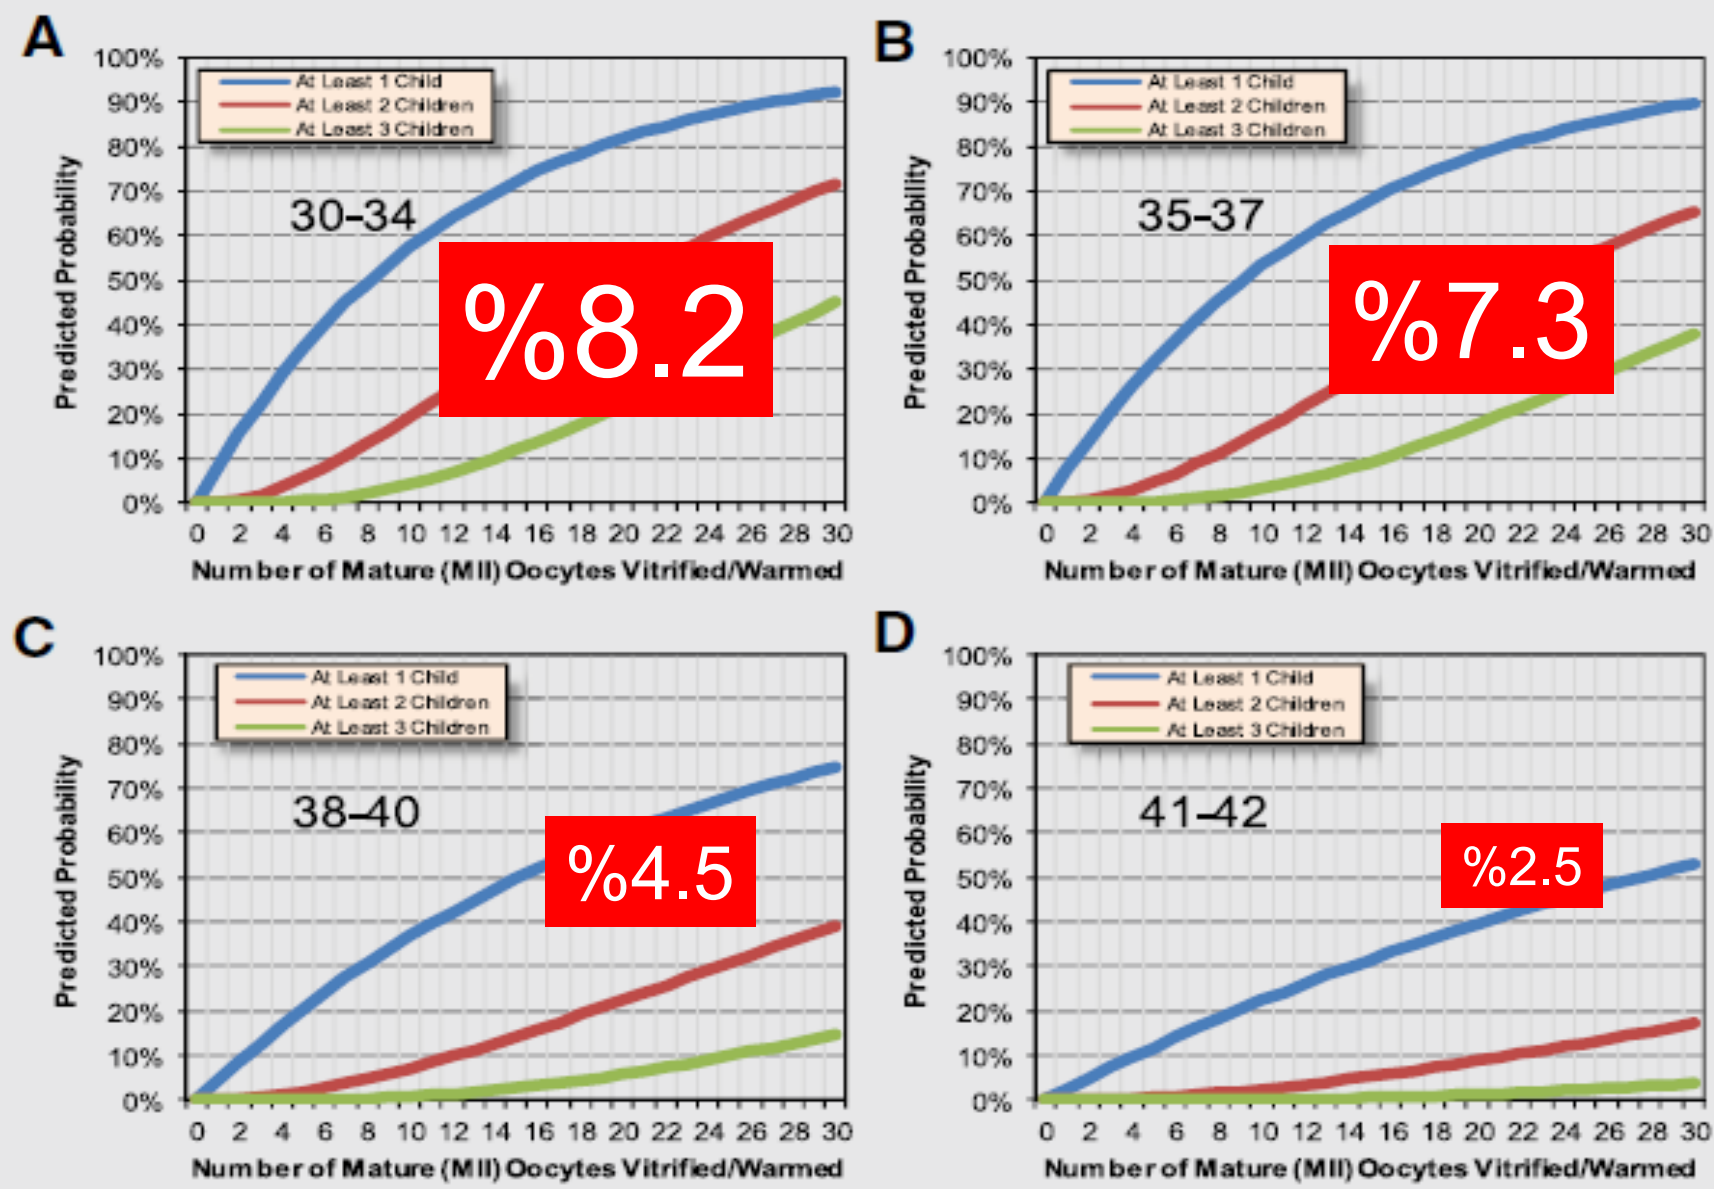 A
100%
90%
80%
70%
60%
50%
40%
30%
20%
10%
0%
Predicted Probability
At Least 1 Child
At Least 2 Children
At Least 3 Children
30-34
%8.2
0 2 4 6 8 10 12 14 16 18 20 22 24 26 28 30
Number of Mature (MII) Oocytes Vitrified/Warmed
B
100%
90%
80%
70%
60%
50%
40%
30%
20%
10%
0%
Predicted Probability
At Least 1 Child
At Least 2 Children
At Least 3 Children
35-37
%7.3
0 2 4 6 8 10 12 14 16 18 20 22 24 26 28 30
Number of Mature (MII) Oocytes Vitrified/Warmed
C
100%
90%
80%
70%
60%
50%
40%
30%
20%
10%
0%
Predicted Probability
At Least 1 Child
At Least 2 Children
At Least 3 Children
38-40
%4.5
0 2 4 6 8 10 12 14 16 18 20 22 24 26 28 30
Number of Mature (MII) Oocytes Vitrified/Warmed
D
100%
90%
80%
70%
60%
50%
40%
30%
20%
10%
0%
Predicted Probability
At Least 1 Child
At Least 2 Children
At Least 3 Children
41-42
%2.5
0 2 4 6 8 10 12 14 16 18 20 22 24 26 28 30
Number of Mature (MII) Oocytes Vitrified/Warmed